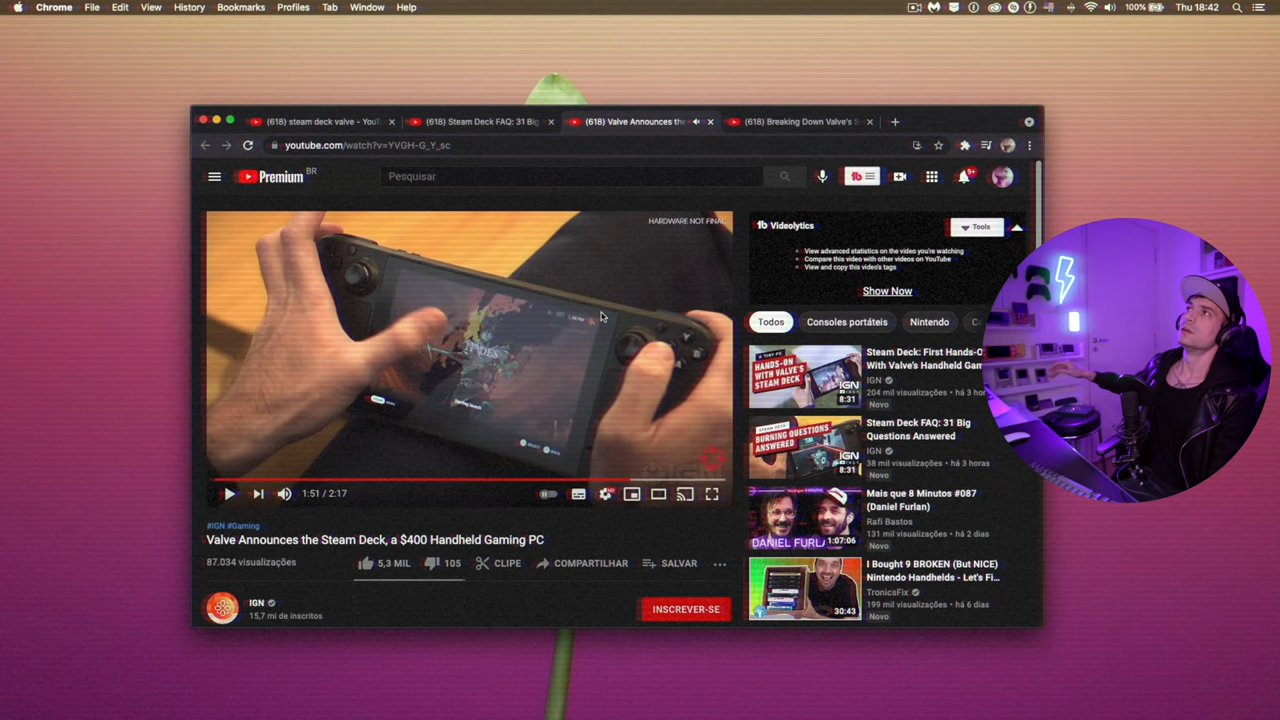 Chrome File Edit View History Bookmarks Profiles Tab Window Help
100% Thu 18:42
(618) steam deck valve - YouT
(618) Steam Deck FAQ: 31 Big
(618) Valve Announces the
(618) Breaking Down Valve's S
youtube.com/watch?v=YVGH-G_Y_sc
Premium BR
Pesquisar
9+
HARDWARE NOT FINAL
IGN
1:51 / 2:17
#IGN #Gaming
Valve Announces the Steam Deck, a $400 Handheld Gaming PC
87.034 visualizações
5,3 MIL 105 CLIPE COMPARTILHAR SALVAR
IGN
15,7 mi de inscritos
INSCREVER-SE
Videolytics
Tools
View advanced statistics on the video you're watching
Compare this video with other videos on YouTube
View and copy this video's tags
Show Now
Todos Consoles portáteis Nintendo
HANDS-ON
WITH VALVE'S
STEAM DECK
IGN
8:31
Steam Deck: First Hands-O
With Valve's Handheld Gam
IGN
204 mil visualizações • há 3 hor
Novo
STEAM DECK
BURNING QUESTIONS
ANSWERED
IGN
8:31
Steam Deck FAQ: 31 Big
Questions Answered
IGN
38 mil visualizações • há 3 horas
Novo
DANIEL FURLA
1:07:06
Mais que 8 Minutos #087
(Daniel Furlan)
Rafi Bastos
131 mil visualizações • há 2 dias
Novo
30:43
I Bought 9 BROKEN (But NICE)
Nintendo Handhelds - Let's Fi...
TronicsFix
199 mil visualizações • há 6 dias
Novo